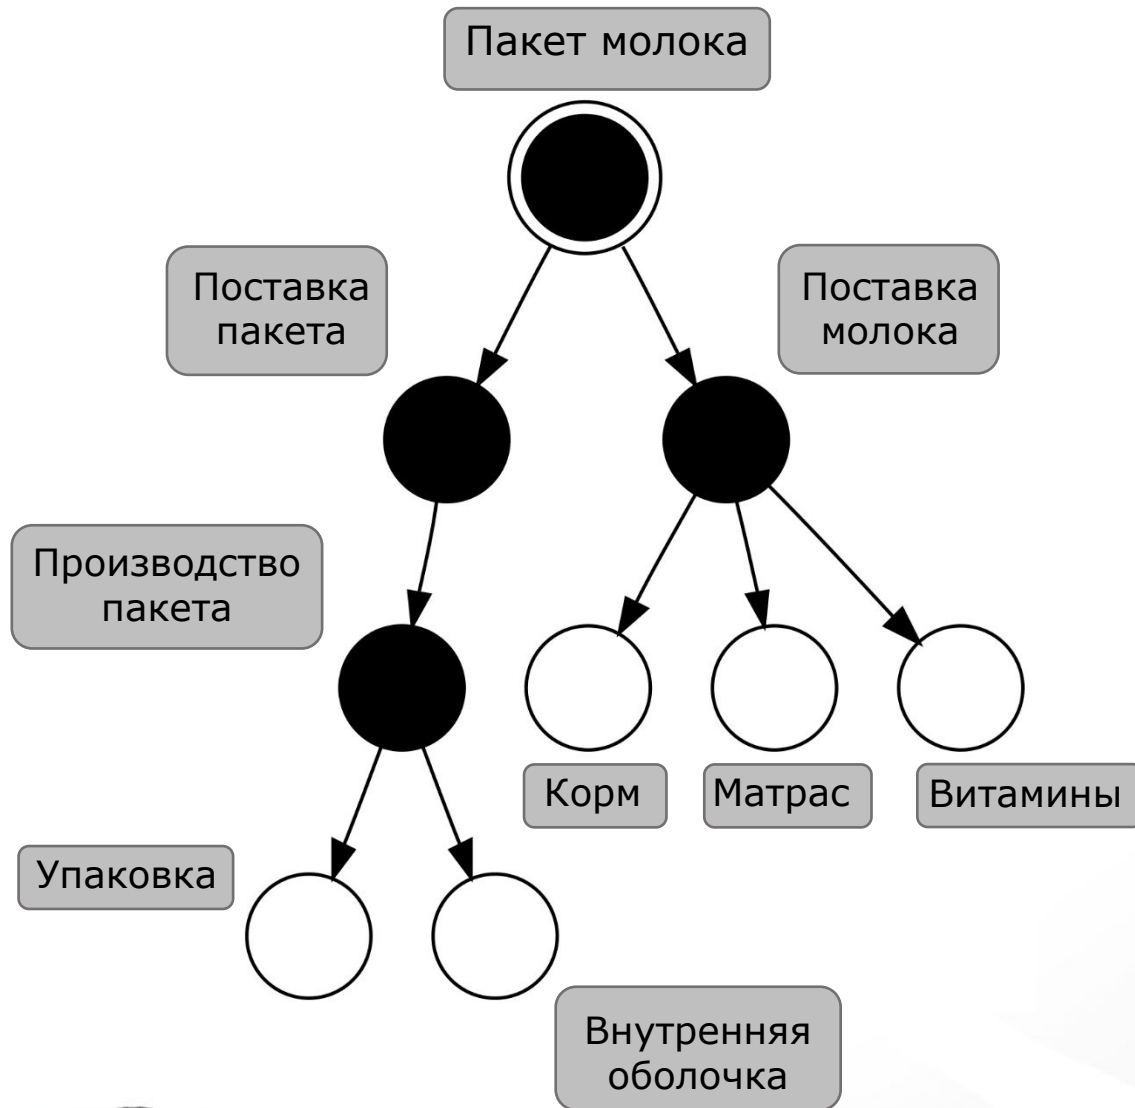 Пакет молока
Поставка
пакета
Поставка
молока
Производство
пакета
Корм
Матрас
Витамины
Упаковка
Внутренняя
оболочка